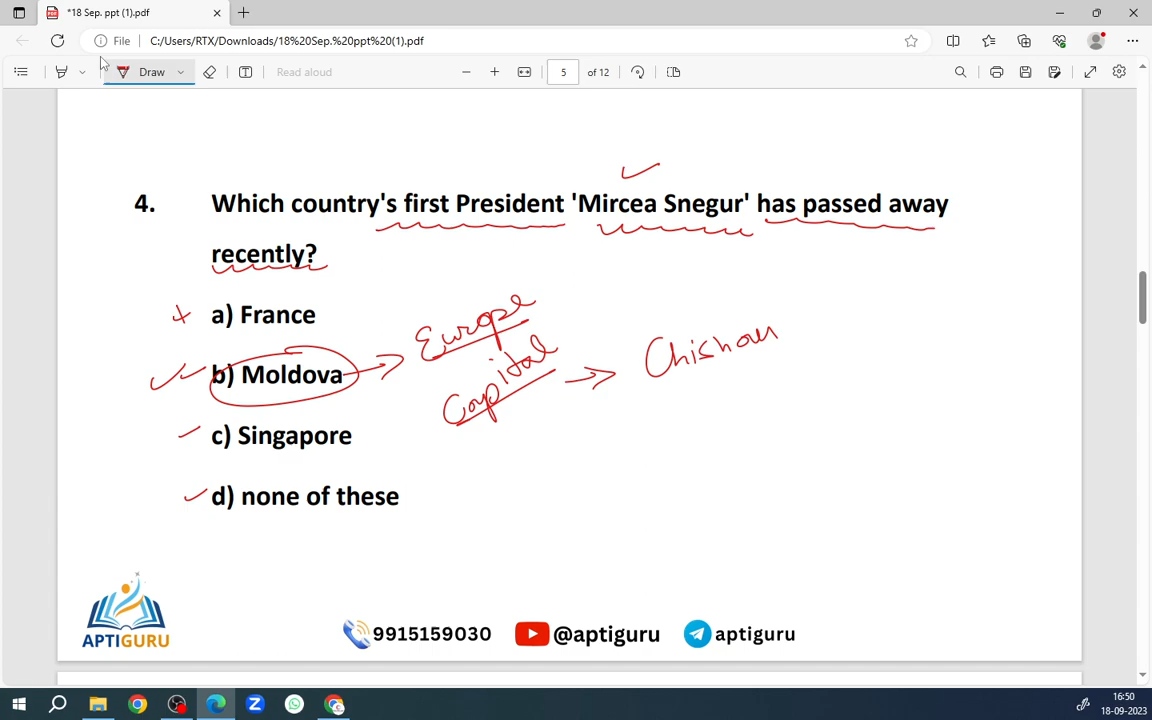 *18 Sep. ppt (1).pdf
File C:/Users/RTX/Downloads/18%20Sep.%20ppt%20(1).pdf
Draw Read aloud 5 of 12
4. Which country's first President 'Mircea Snegur' has passed away
recently?
a) France
b) Moldova
c) Singapore
d) none of these
Europe
Capital
Chishou
APTIGURU
9915159030 @aptiguru aptiguru
16:50
18-09-2023